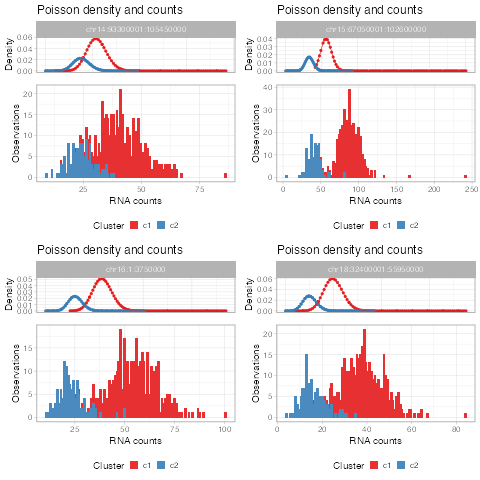 Poisson density and counts
chr14:93300001:105450000
Density
0.06
0.04
0.02
0.00
Observations
20
15
10
5
0
25
50
75
RNA counts
Cluster c1 c2
Poisson density and counts
chr15:67050001:102600000
Density
0.04
0.03
0.02
0.01
0.00
Observations
40
30
20
10
0
0
50
100
150
200
250
RNA counts
Cluster c1 c2
Poisson density and counts
chr16:1:3750000
Density
0.05
0.04
0.03
0.02
0.01
0.00
Observations
15
10
5
0
25
50
75
100
RNA counts
Cluster c1 c2
Poisson density and counts
chr18:32400001:55950000
Density
0.06
0.04
0.02
0.00
Observations
20
15
10
5
0
0
20
40
60
80
RNA counts
Cluster c1 c2